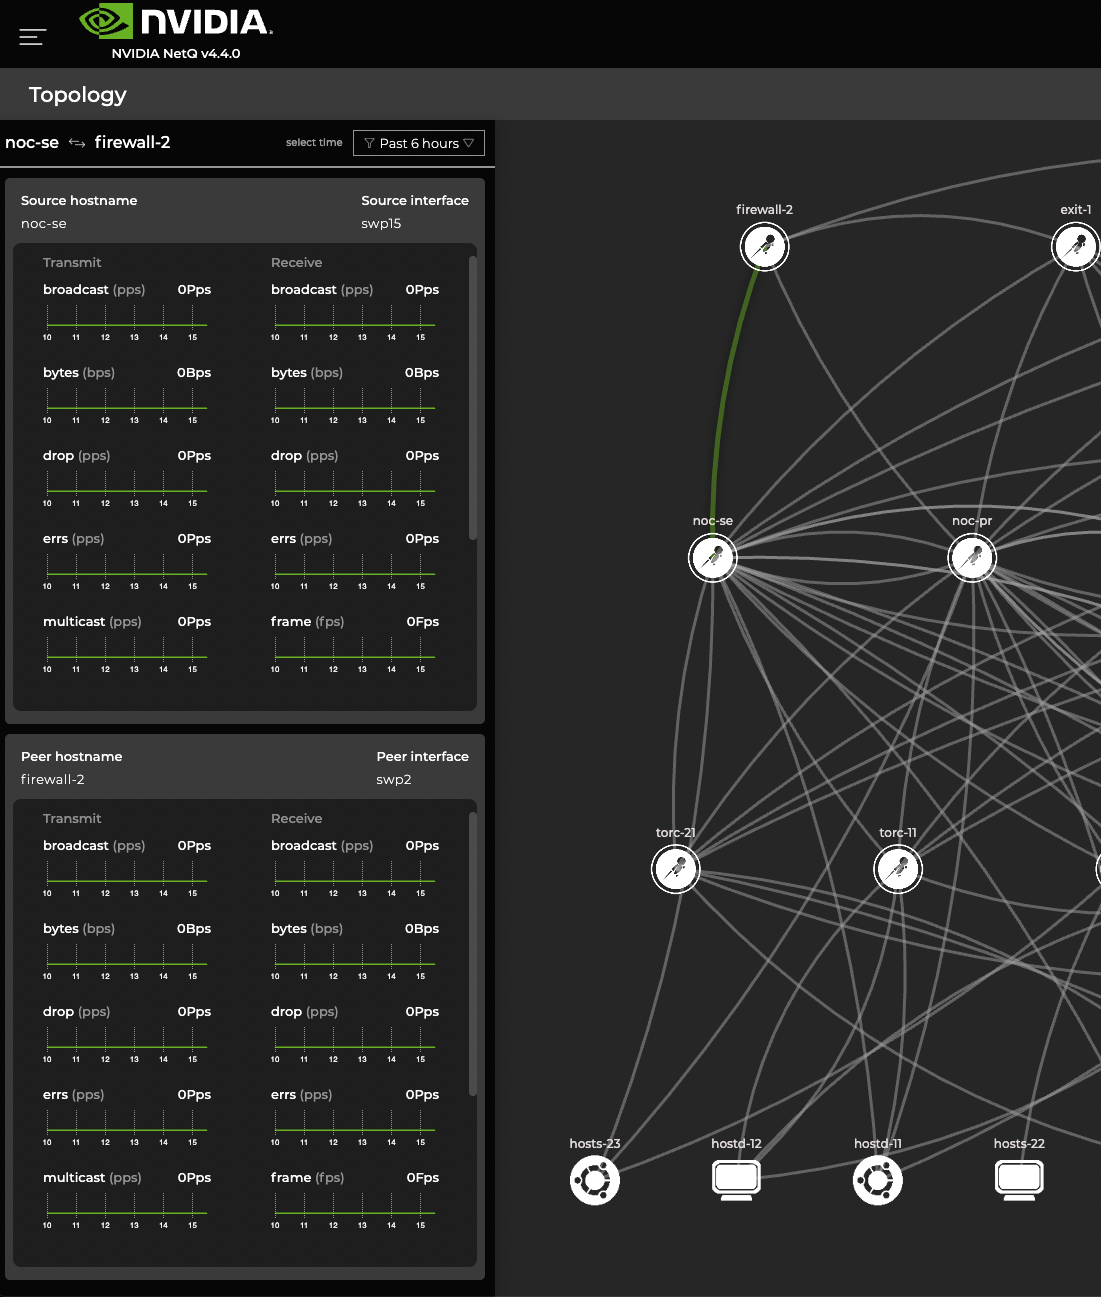 NVIDIA.
NVIDIA NetQ v4.4.0
Topology
noc-se firewall-2 select time Past 6 hours
Source hostname Source interface
noc-se swp15
Transmit Receive
broadcast (pps) 0Pps broadcast (pps) 0Pps
10 11 12 13 14 15 10 11 12 13 14 15
bytes (bps) 0Bps bytes (bps) 0Bps
10 11 12 13 14 15 10 11 12 13 14 15
drop (pps) 0Pps drop (pps) 0Pps
10 11 12 13 14 15 10 11 12 13 14 15
errs (pps) 0Pps errs (pps) 0Pps
10 11 12 13 14 15 10 11 12 13 14 15
multicast (pps) 0Pps frame (fps) 0Fps
10 11 12 13 14 15 10 11 12 13 14 15
Peer hostname Peer interface
firewall-2 swp2
Transmit Receive
broadcast (pps) 0Pps broadcast (pps) 0Pps
10 11 12 13 14 15 10 11 12 13 14 15
bytes (bps) 0Bps bytes (bps) 0Bps
10 11 12 13 14 15 10 11 12 13 14 15
drop (pps) 0Pps drop (pps) 0Pps
10 11 12 13 14 15 10 11 12 13 14 15
errs (pps) 0Pps errs (pps) 0Pps
10 11 12 13 14 15 10 11 12 13 14 15
multicast (pps) 0Pps frame (fps) 0Fps
10 11 12 13 14 15 10 11 12 13 14 15
firewall-2 exit-1
noc-se noc-pr
torc-21 torc-11
hosts-23 hostd-12 hostd-11 hosts-22